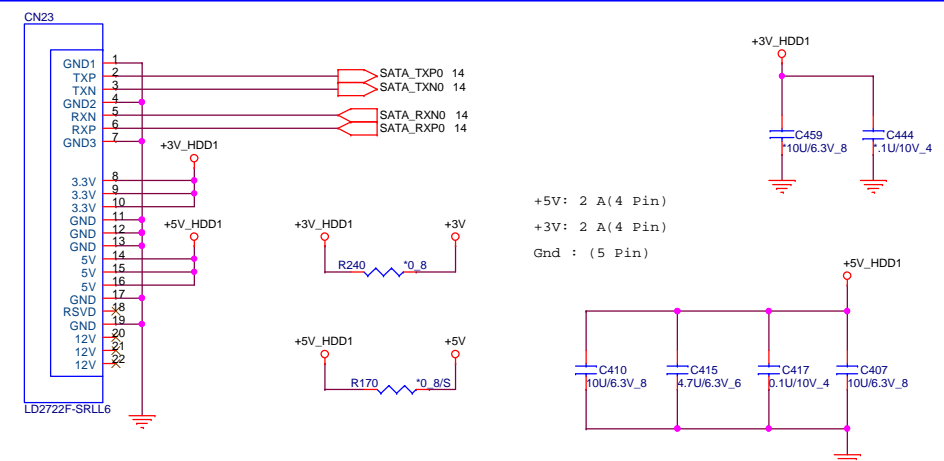 CN23
GND1 1
TXP 2
TXN 3
GND2 4
RXN 5
RXP 6
GND3 7
3.3V 8
3.3V 9
3.3V 10
GND 11
GND 12
GND 13
5V 14
5V 15
5V 16
GND 17
RSVD 18
GND 19
12V 20
12V 21
12V 22
LD2722F-SRLL6
SATA_TXP0 14
SATA_TXN0 14
SATA_RXN0 14
SATA_RXP0 14
+3V_HDD1
+5V_HDD1
+3V_HDD1 +3V
R240 *0_8
+5V_HDD1 +5V
R170 *0_8/S
+5V: 2 A(4 Pin)
+3V: 2 A(4 Pin)
Gnd : (5 Pin)
+3V_HDD1
C459
*10U/6.3V_8
C444
*.1U/10V_4
+5V_HDD1
C410
10U/6.3V_8
C415
4.7U/6.3V_6
C417
0.1U/10V_4
C407
10U/6.3V_8